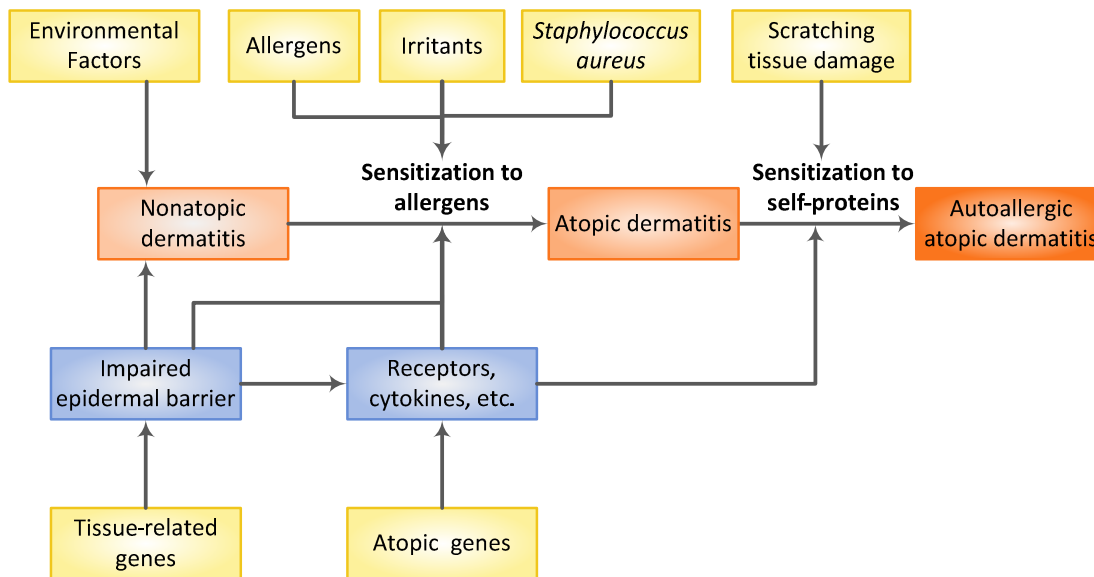 Environmental
Factors
Allergens
Irritants
Staphylococcus
aureus
Scratching
tissue damage
Sensitization to
allergens
Sensitization to
self-proteins
Nonatopic
dermatitis
Atopic dermatitis
Autoallergic
atopic dermatitis
Impaired
epidermal barrier
Receptors,
cytokines, etc.
Tissue-related
genes
Atopic genes